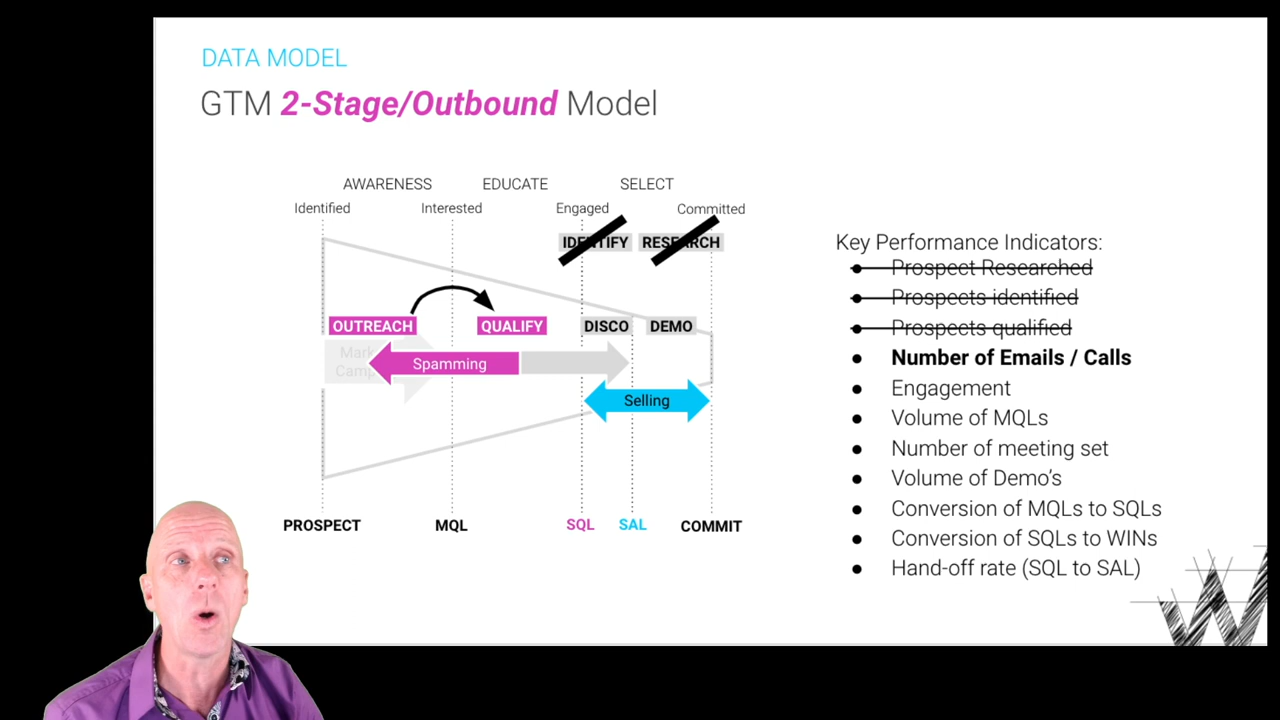 DATA MODEL
GTM 2-Stage/Outbound Model
AWARENESS EDUCATE SELECT
Identified Interested Engaged Committed
IDENTIFY RESEARCH
OUTREACH QUALIFY DISCO DEMO
Spamming
Selling
PROSPECT MQL SQL SAL COMMIT
Key Performance Indicators:
● Prospect Researched
● Prospects identified
● Prospects qualified
● Number of Emails / Calls
● Engagement
● Volume of MQLs
● Number of meeting set
● Volume of Demo's
● Conversion of MQLs to SQLs
● Conversion of SQLs to WINs
● Hand-off rate (SQL to SAL)